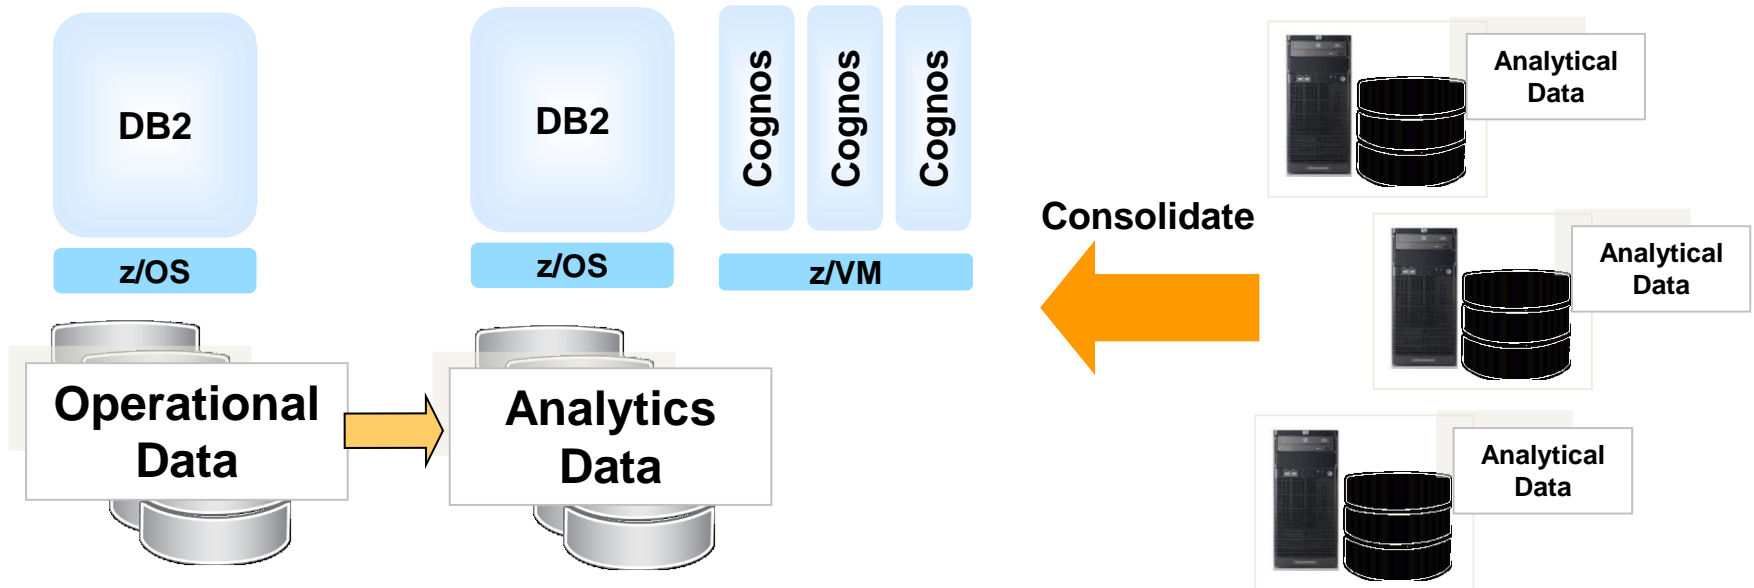 DB2
z/OS
Operational
Data
DB2
z/OS
Analytics
Data
Cognos
Cognos
Cognos
z/VM
Consolidate
Analytical
Data
Analytical
Data
Analytical
Data